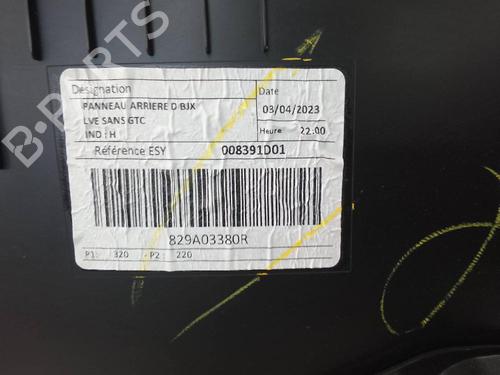 B-PARTS
Désignation
PANNEAU ARRIERE D BJX
LVE SANS GTC
IND : H
Date
03/04/2023
Heure 22:00
Référence ESY 008391D01
829A03380R
P1: 320 - P2: 220